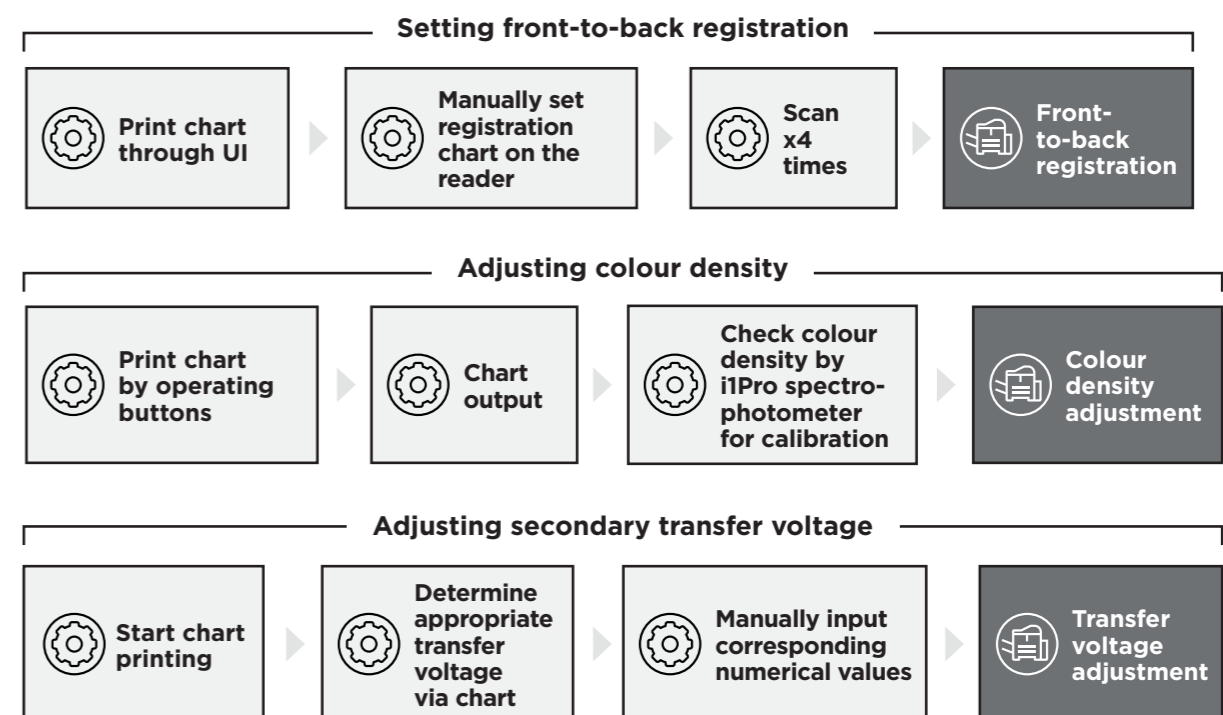 Setting front-to-back registration
Print chart
through UI
Manually set
registration
chart on the
reader
Scan
x4
times
Front-
to-back
registration
Adjusting colour density
Print chart
by operating
buttons
Chart
output
Check colour
density by
i1Pro spectro-
photometer
for calibration
Colour
density
adjustment
Adjusting secondary transfer voltage
Start chart
printing
Determine
appropriate
transfer
voltage
via chart
Manually input
corresponding
numerical values
Transfer
voltage
adjustment